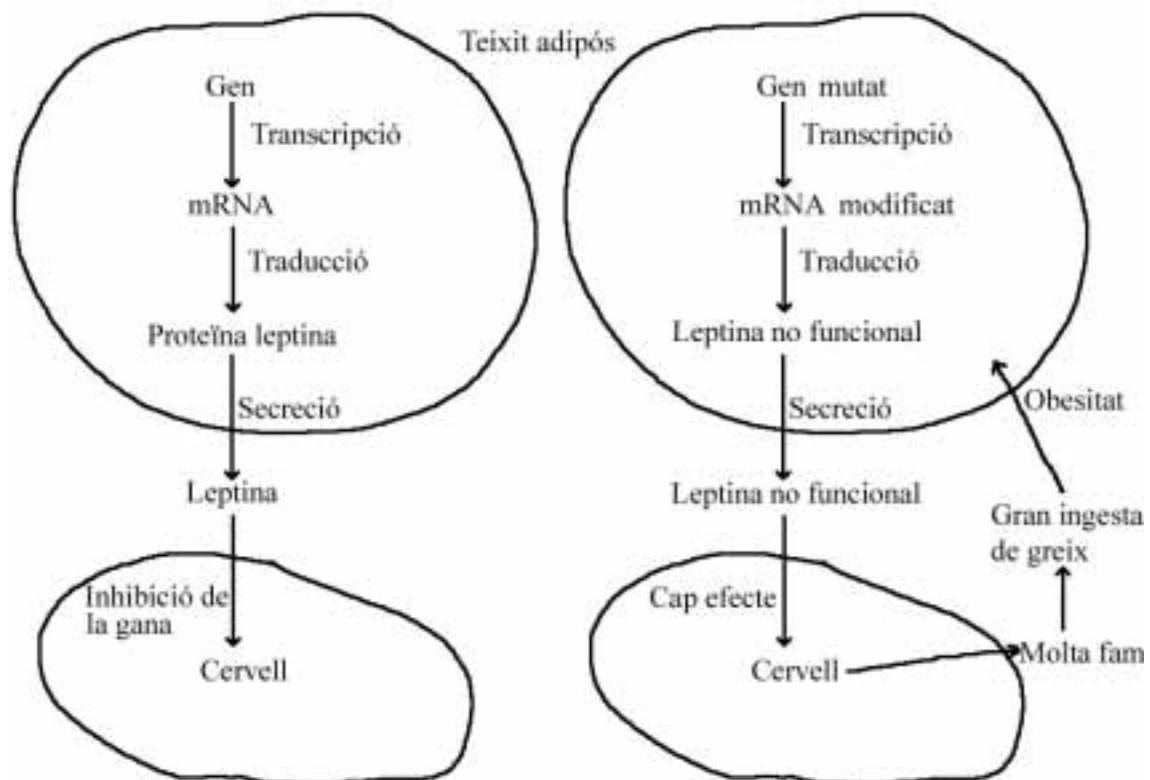 Teixit adipós
Gen
Transcripció
mRNA
Traducció
Proteïna leptina
Secreció
Leptina
Inhibició de
la gana
Cervell
Gen mutat
Transcripció
mRNA modificat
Traducció
Leptina no funcional
Secreció
Leptina no funcional
Cap efecte
Cervell
Molta fam
Gran ingesta
de greix
Obesitat